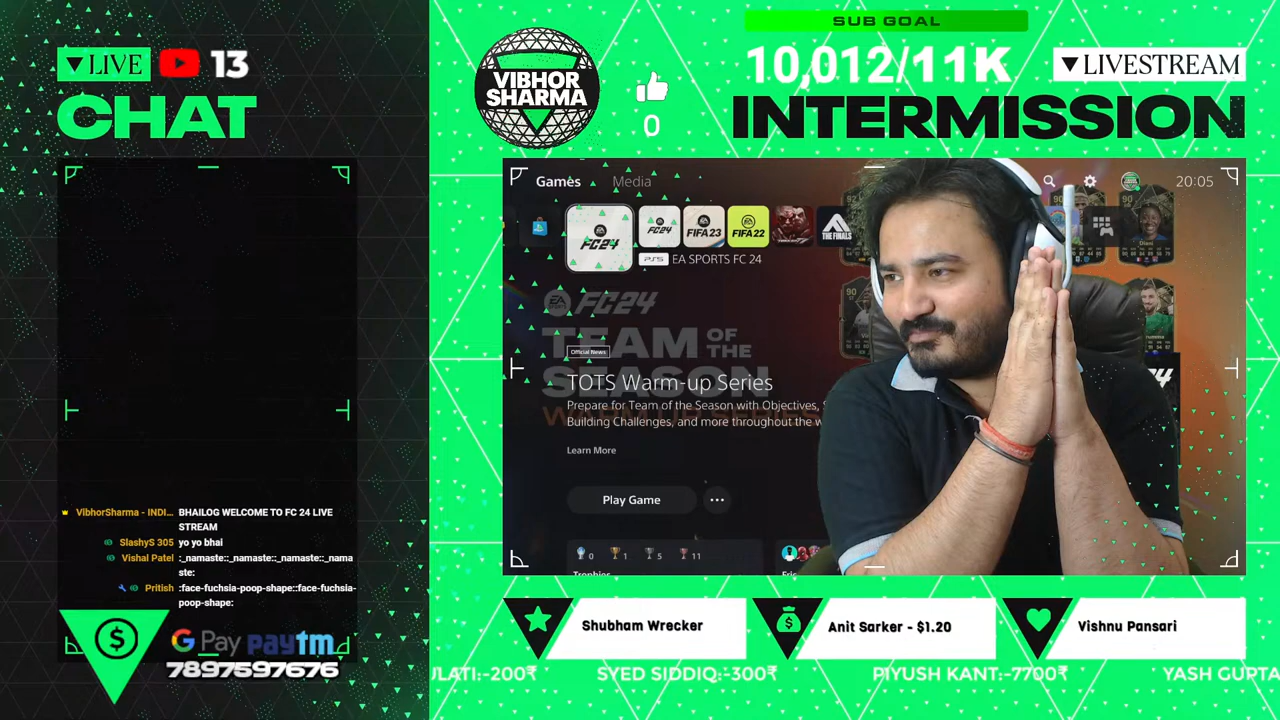 LIVE 13
CHAT
VIBHOR
SHARMA
0
SUB GOAL
10,012/11K
LIVESTREAM
INTERMISSION
Games Media 20:05
FC24 FC24 FIFA23 FIFA22 THE FINALS
PS5 EA SPORTS FC 24
FC24
TEAM OF THE
SEASON
Official News
TOTS Warm-up Series
Prepare for Team of the Season with Objectives,
Building Challenges, and more throughout the
Learn More
Play Game
0 1 5 11
VibhorSharma - INDI... BHAILOG WELCOME TO FC 24 LIVE
STREAM
SlashyS 305 yo yo bhai
Vishal Patel :_namaste::_namaste::_namaste::_nama
ste:
Pritish :face-fuchsia-poop-shape::face-fuchsia-
poop-shape:
G Pay paytm
7897597676
Shubham Wrecker
Anit Sarker - $1.20
Vishnu Pansari
ULATI:-200₹ SYED SIDDIQ:-300₹ PIYUSH KANT:-7700₹ YASH GUPTA